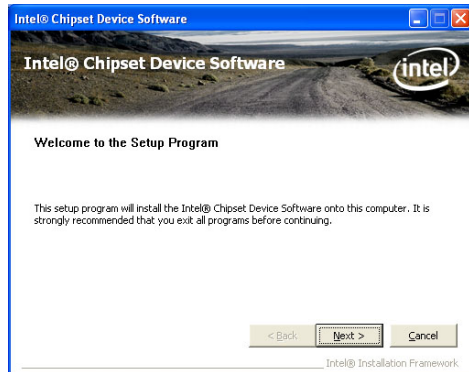 Intel® Chipset Device Software
Intel® Chipset Device Software
intel
Welcome to the Setup Program
This setup program will install the Intel® Chipset Device Software onto this computer. It is
strongly recommended that you exit all programs before continuing.
< Back
Next >
Cancel
Intel® Installation Framework